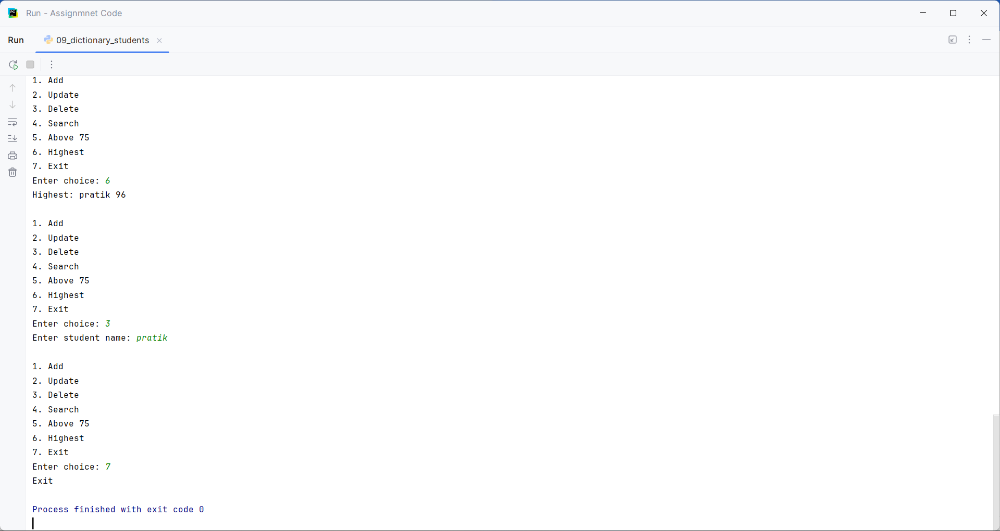 Run - Assignmnet Code
Run 09_dictionary_students
1. Add
2. Update
3. Delete
4. Search
5. Above 75
6. Highest
7. Exit
Enter choice: 6
Highest: pratik 96
1. Add
2. Update
3. Delete
4. Search
5. Above 75
6. Highest
7. Exit
Enter choice: 3
Enter student name: pratik
1. Add
2. Update
3. Delete
4. Search
5. Above 75
6. Highest
7. Exit
Enter choice: 7
Exit
Process finished with exit code 0